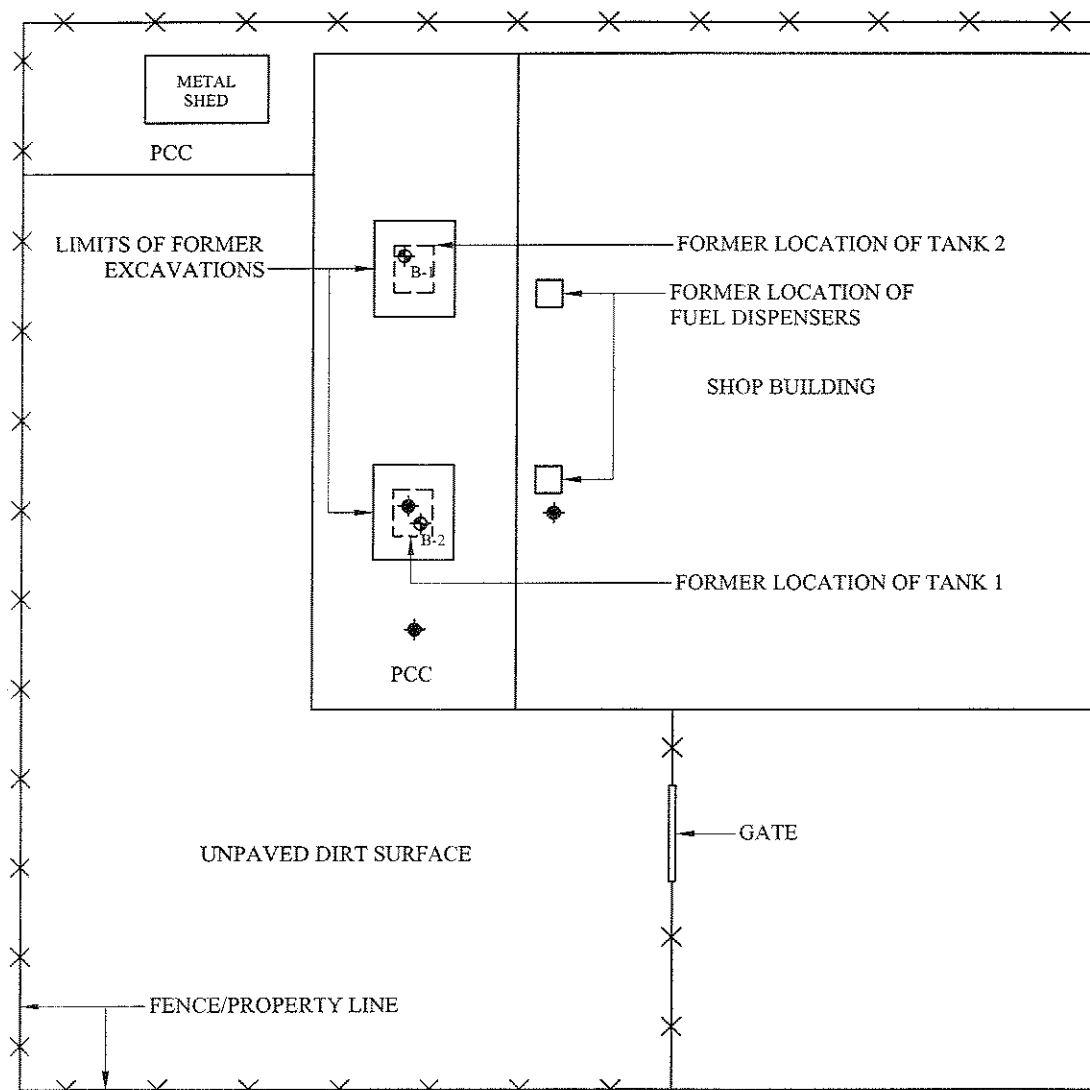 METAL
SHED
PCC
LIMITS OF FORMER
EXCAVATIONS
FORMER LOCATION OF TANK 2
B-1
FORMER LOCATION OF
FUEL DISPENSERS
SHOP BUILDING
B-2
FORMER LOCATION OF TANK 1
PCC
GATE
UNPAVED DIRT SURFACE
FENCE/PROPERTY LINE